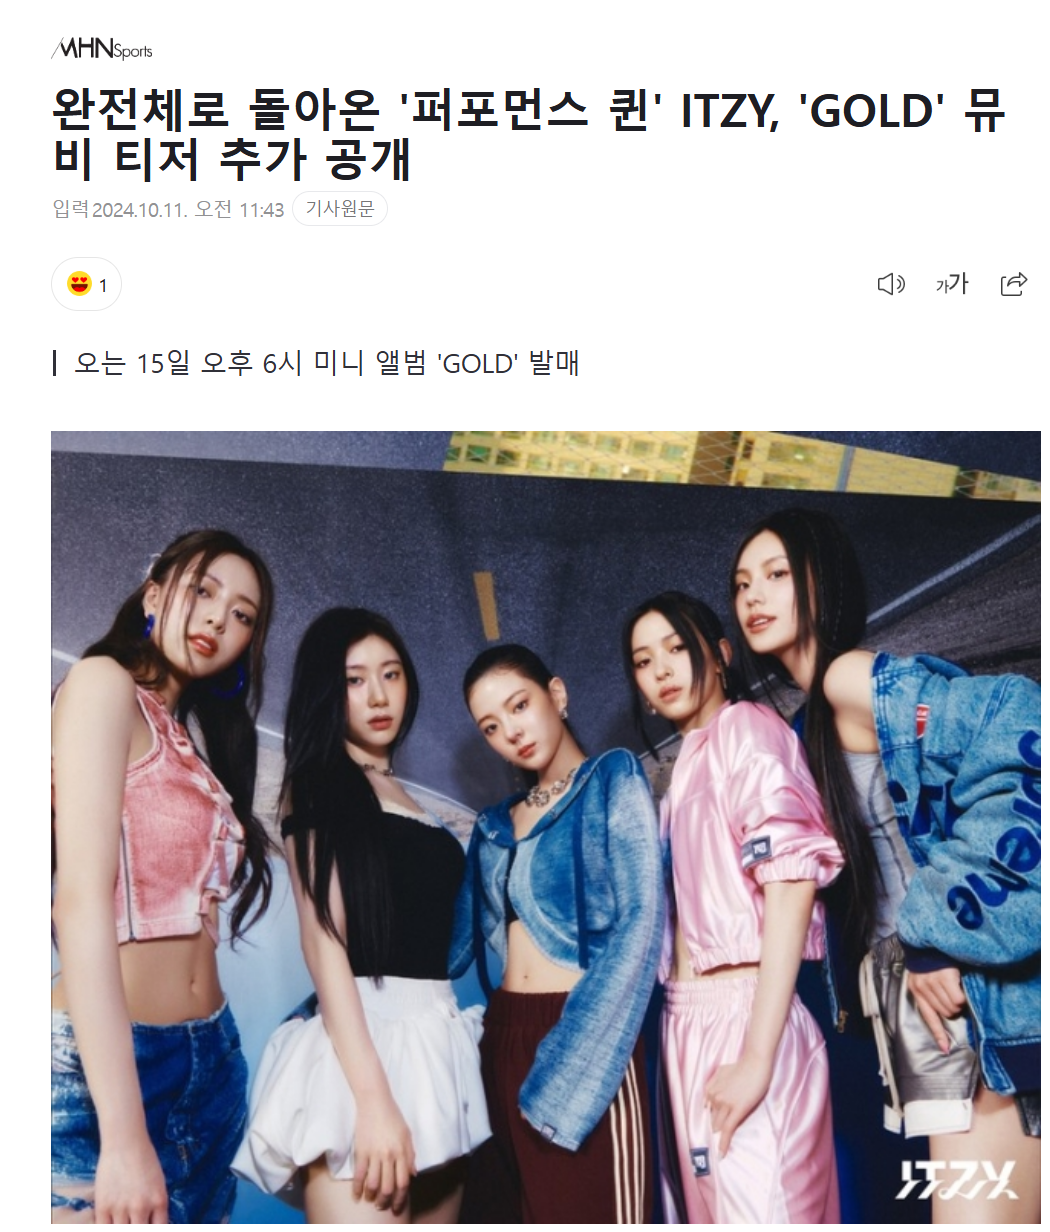 MHNSports
완전체로 돌아온 '퍼포먼스 퀸' ITZY, 'GOLD' 뮤
비 티저 추가 공개
입력 2024.10.11. 오전 11:43 기사원문
1
가가
오는 15일 오후 6시 미니 앨범 'GOLD' 발매
ITZY